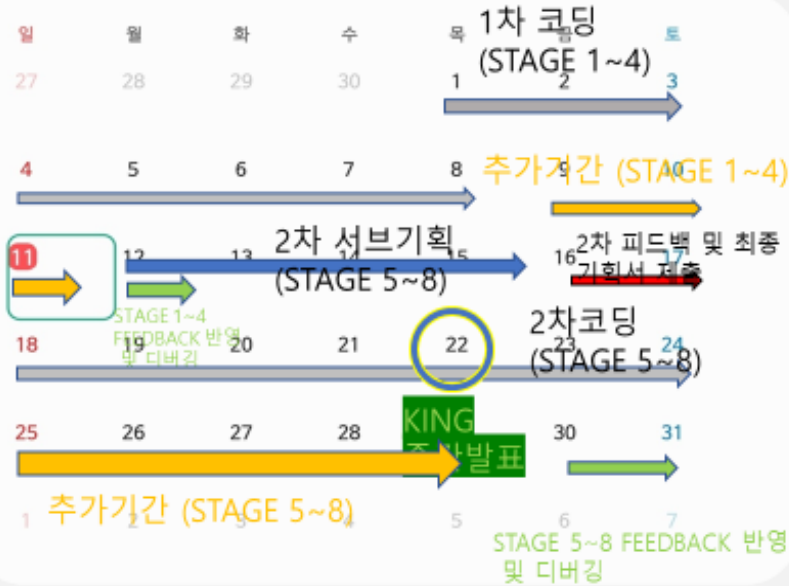 일 월 화 수 목 금 토
1차 코딩
(STAGE 1~4)
27 28 29 30 1 2 3
4 5 6 7 8 9 10
추가기간 (STAGE 1~4)
11 12 13 14 15 16 17
2차 서브기획
(STAGE 5~8)
2차 피드백 및 최종
기획서 제출
STAGE 1~4
FEEDBACK 반영
및 디버깅
18 19 20 21 22 23 24
2차코딩
(STAGE 5~8)
25 26 27 28 30 31
KING
발표
추가기간 (STAGE 5~8)
1 2 3 4 5 6 7
STAGE 5~8 FEEDBACK 반영
및 디버깅